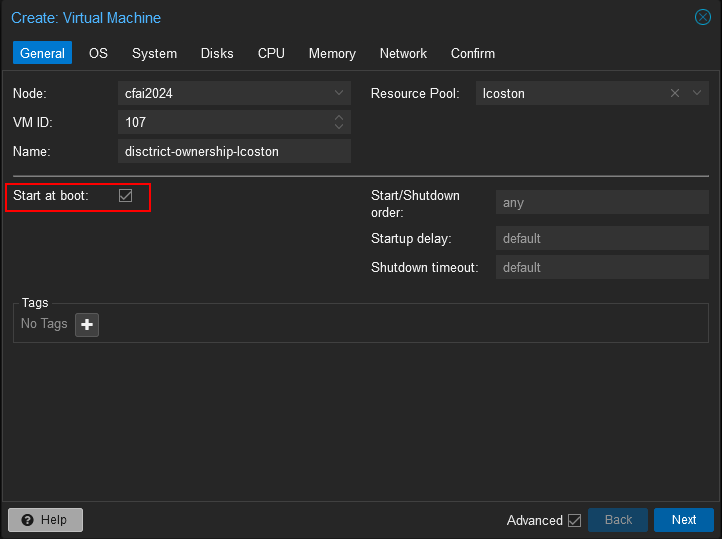 Create: Virtual Machine
General OS System Disks CPU Memory Network Confirm
Node: cfai2024 Resource Pool: lcoston
VM ID: 107
Name: disctrict-ownership-lcoston
Start at boot: Start/Shutdown order: any
Startup delay: default
Shutdown timeout: default
Tags
No Tags
Help Advanced Back Next